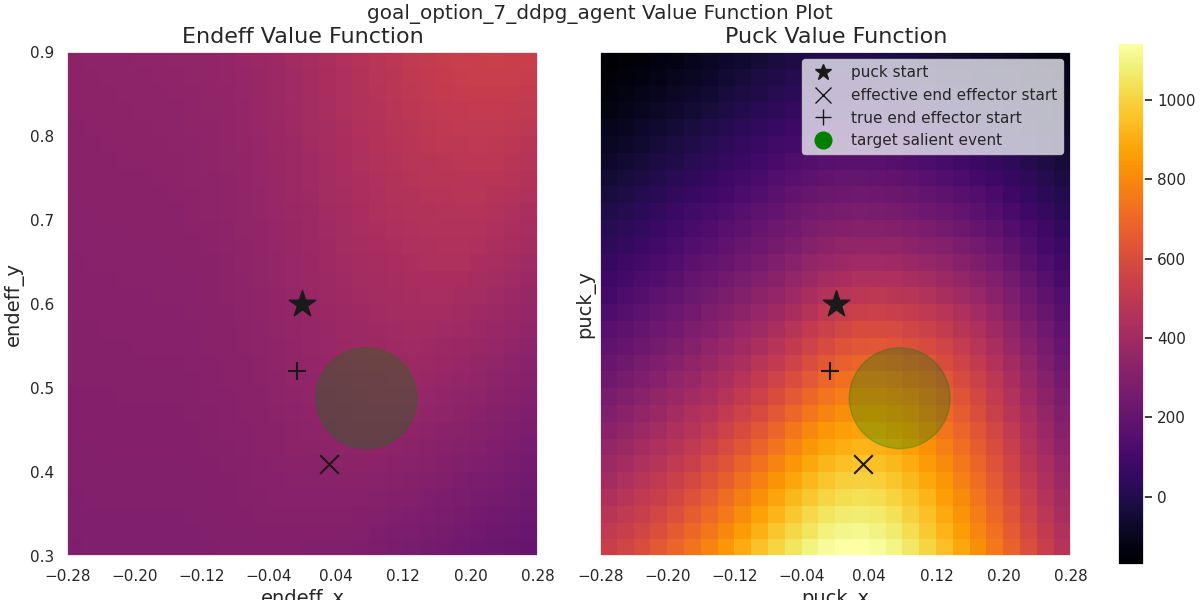 goal_option_7_ddpg_agent Value Function Plot
Endeff Value Function
Puck Value Function
puck start
effective end effector start
true end effector start
target salient event
endeff_y
0.9
0.8
0.7
0.6
0.5
0.4
0.3
−0.28 −0.20 −0.12 −0.04 0.04 0.12 0.20 0.28
endeff_x
puck_y
−0.28 −0.20 −0.12 −0.04 0.04 0.12 0.20 0.28
puck_x
1000
800
600
400
200
0